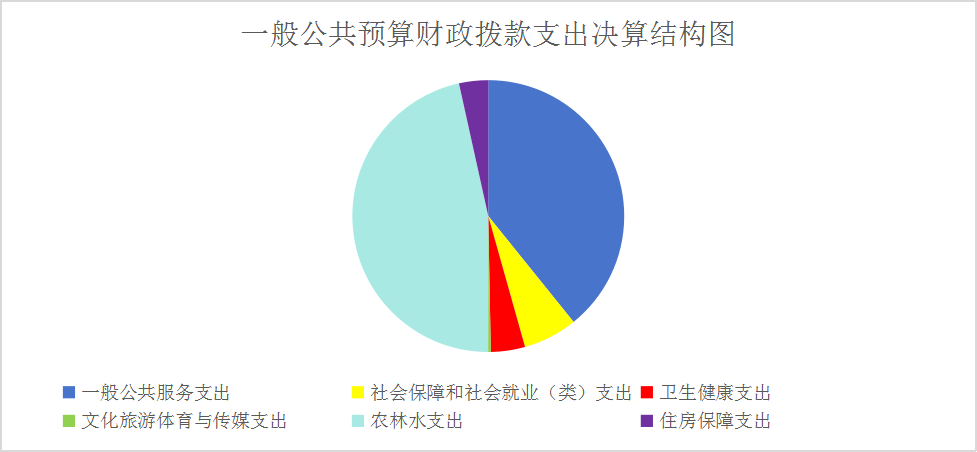 一般公共预算财政拨款支出决算结构图
一般公共服务支出
社会保障和社会就业（类）支出
卫生健康支出
文化旅游体育与传媒支出
农林水支出
住房保障支出